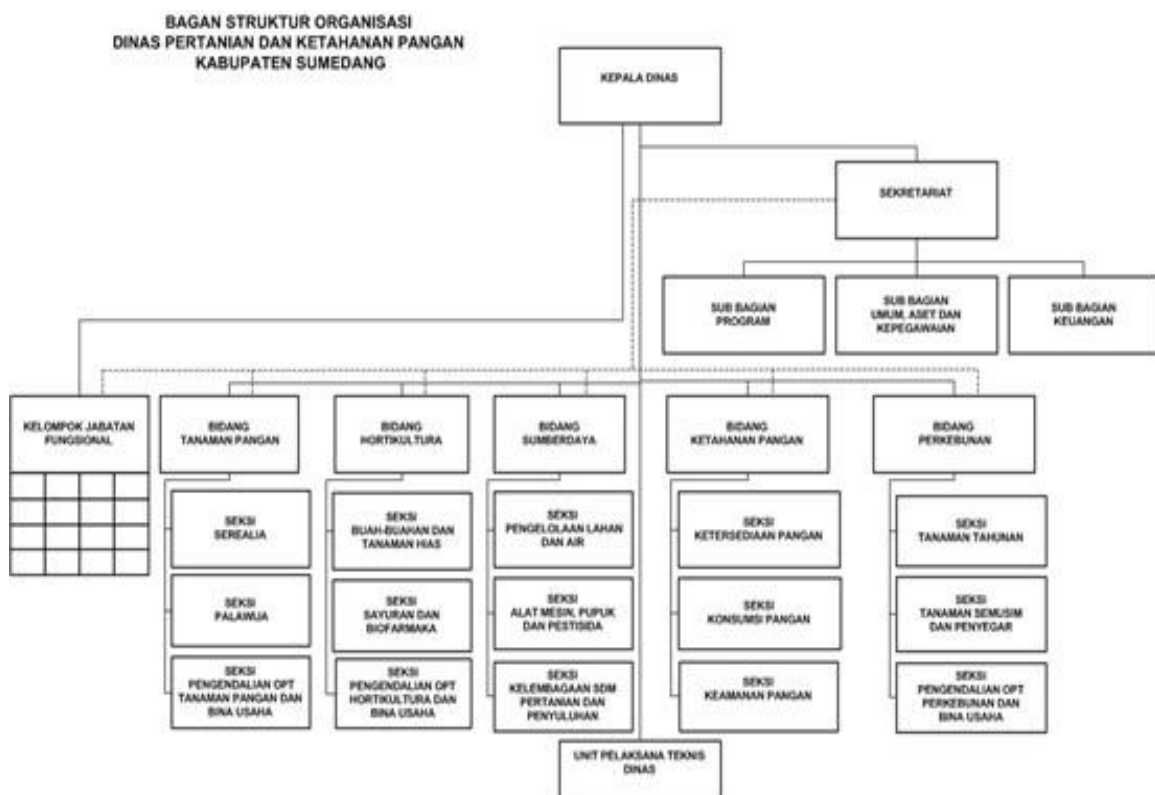 BAGAN STRUKTUR ORGANISASI
DINAS PERTANIAN DAN KETAHANAN PANGAN
KABUPATEN SUMEDANG
KEPALA DINAS
SEKRETARIAT
SUB BAGIAN
PROGRAM
SUB BAGIAN
UMUM, ASET DAN
KEPEGAWAIAN
SUB BAGIAN
KEUANGAN
KELOMPOK JABATAN
FUNGSIONAL
BIDANG
TANAMAN PANGAN
BIDANG
HORTIKULTURA
BIDANG
SUMBERDAYA
BIDANG
KETAHANAN PANGAN
BIDANG
PERKEBUNAN
SEKSI
SEREALIA
SEKSI
BUAH-BUAHAN DAN
TANAMAN HIAS
SEKSI
PENGELOLAAN LAHAN
DAN AIR
SEKSI
KETERSEDIAAN PANGAN
SEKSI
TANAMAN TAHUNAN
SEKSI
PALAWIJA
SEKSI
SAYURAN DAN
BIOFARMAKA
SEKSI
ALAT MESIN, PUPUK
DAN PESTISIDA
SEKSI
KONSUMSI PANGAN
SEKSI
TANAMAN SEMUSIM
DAN PENYEGAR
SEKSI
PENGENDALIAN OPT
TANAMAN PANGAN DAN
BINA USAHA
SEKSI
PENGENDALIAN OPT
HORTIKULTURA DAN
BINA USAHA
SEKSI
KELEMBAGAAN SDM
PERTANIAN DAN
PENYULUHAN
SEKSI
KEAMANAN PANGAN
SEKSI
PENGENDALIAN OPT
PERKEBUNAN DAN
BINA USAHA
UNIT PELAKSANA TEKNIS
DINAS